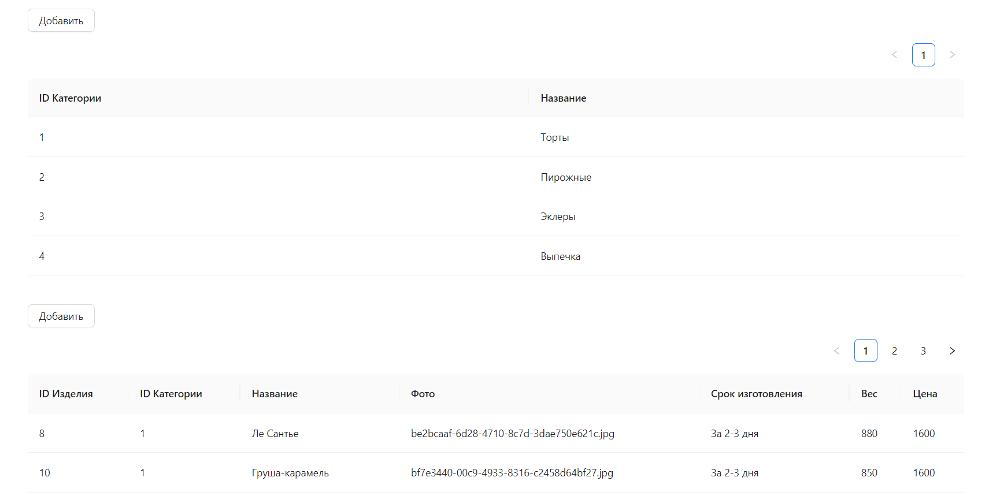 Добавить
1
ID Категории Название
1 Торты
2 Пирожные
3 Эклеры
4 Выпечка
Добавить
1 2 3
ID Изделия ID Категории Название Фото Срок изготовления Вес Цена
8 1 Ле Сантье be2bcaaf-6d28-4710-8c7d-3dae750e621c.jpg За 2-3 дня 880 1600
10 1 Груша-карамель bf7e3440-00c9-4933-8316-c2458d64bf27.jpg За 2-3 дня 850 1600